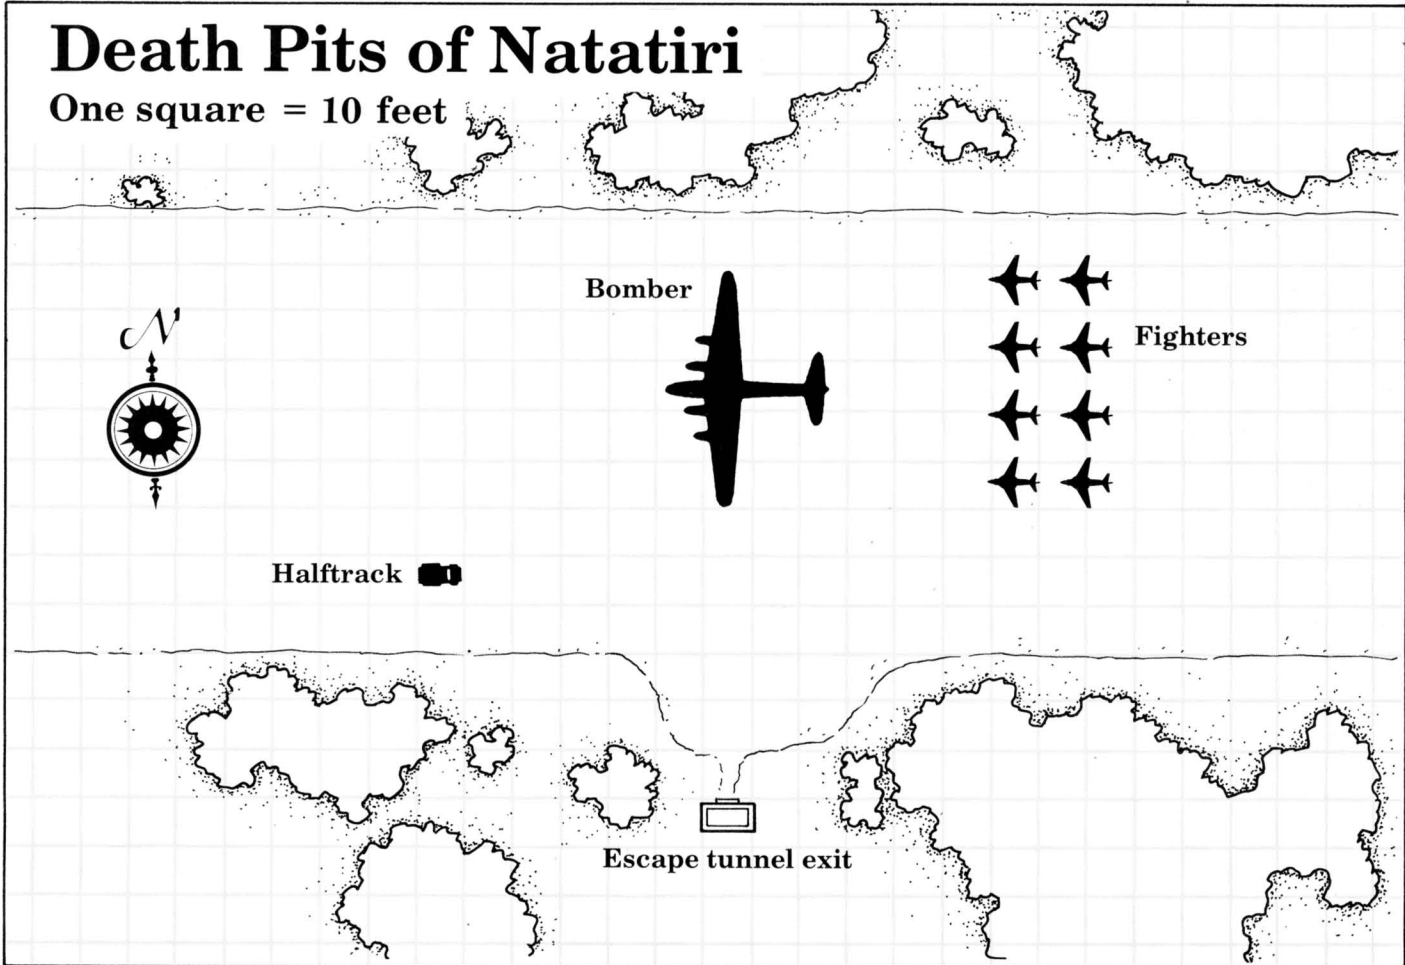 Death Pits of Natatiri
One square = 10 feet
Bomber
Fighters
N
Halftrack
Escape tunnel exit